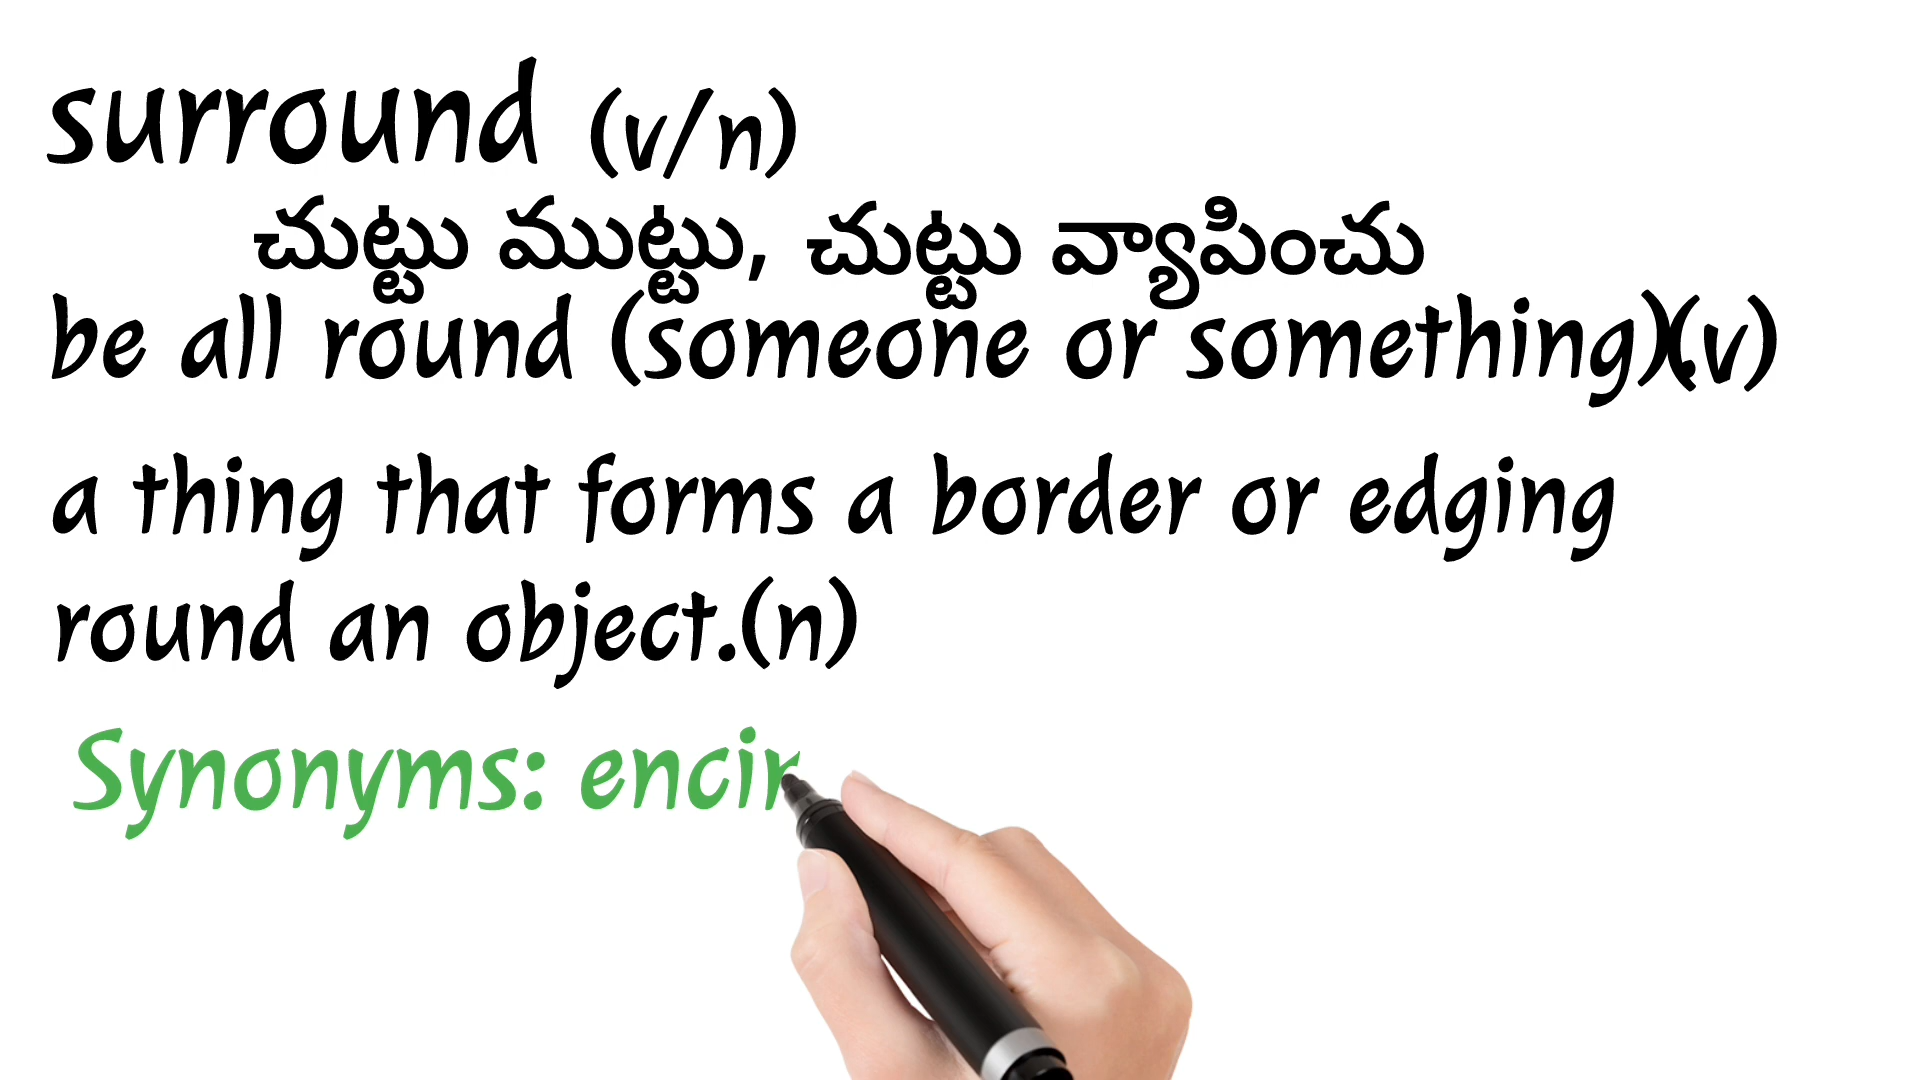 surround (v/n)
చుట్టు ముట్టు, చుట్టు వ్యాపించు
be all round (someone or something).(v)
a thing that forms a border or edging
round an object.(n)
Synonyms: encir